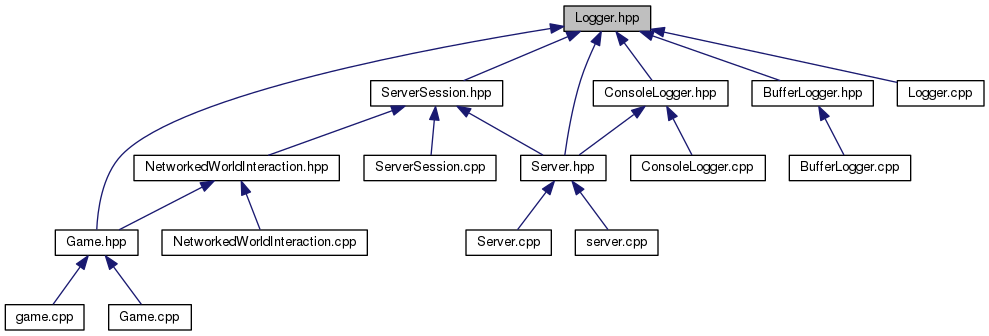 Logger.hpp
ServerSession.hpp
ConsoleLogger.hpp
BufferLogger.hpp
Logger.cpp
NetworkedWorldInteraction.hpp
ServerSession.cpp
Server.hpp
ConsoleLogger.cpp
BufferLogger.cpp
Game.hpp
NetworkedWorldInteraction.cpp
Server.cpp
server.cpp
game.cpp
Game.cpp